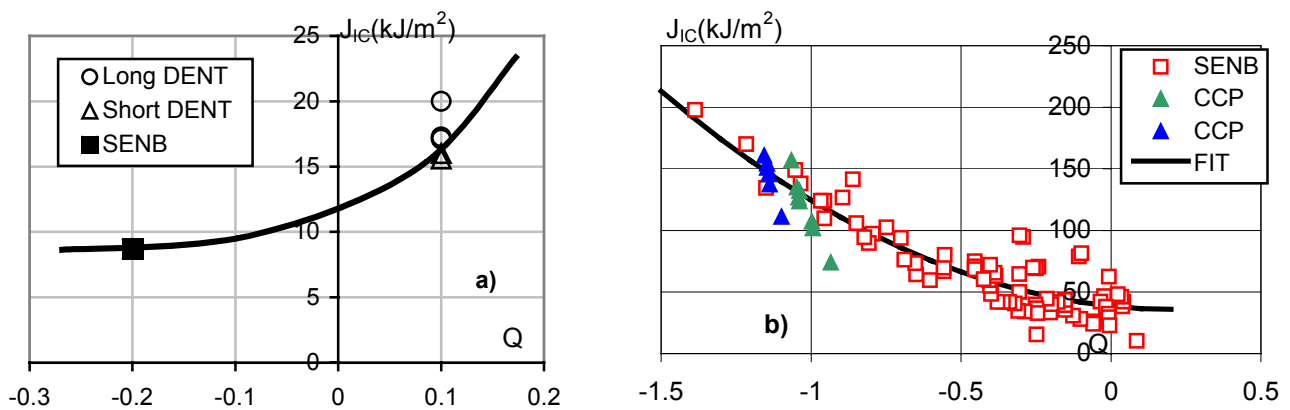 J_IC(kJ/m²)
25
20
15
10
5
0
Long DENT
Short DENT
SENB
a)
Q
-0.3 -0.2 -0.1 0 0.1 0.2
J_IC(kJ/m²)
250
200
150
100
50
0
SENB
CCP
CCP
FIT
b)
Q
-1.5 -1 -0.5 0 0.5